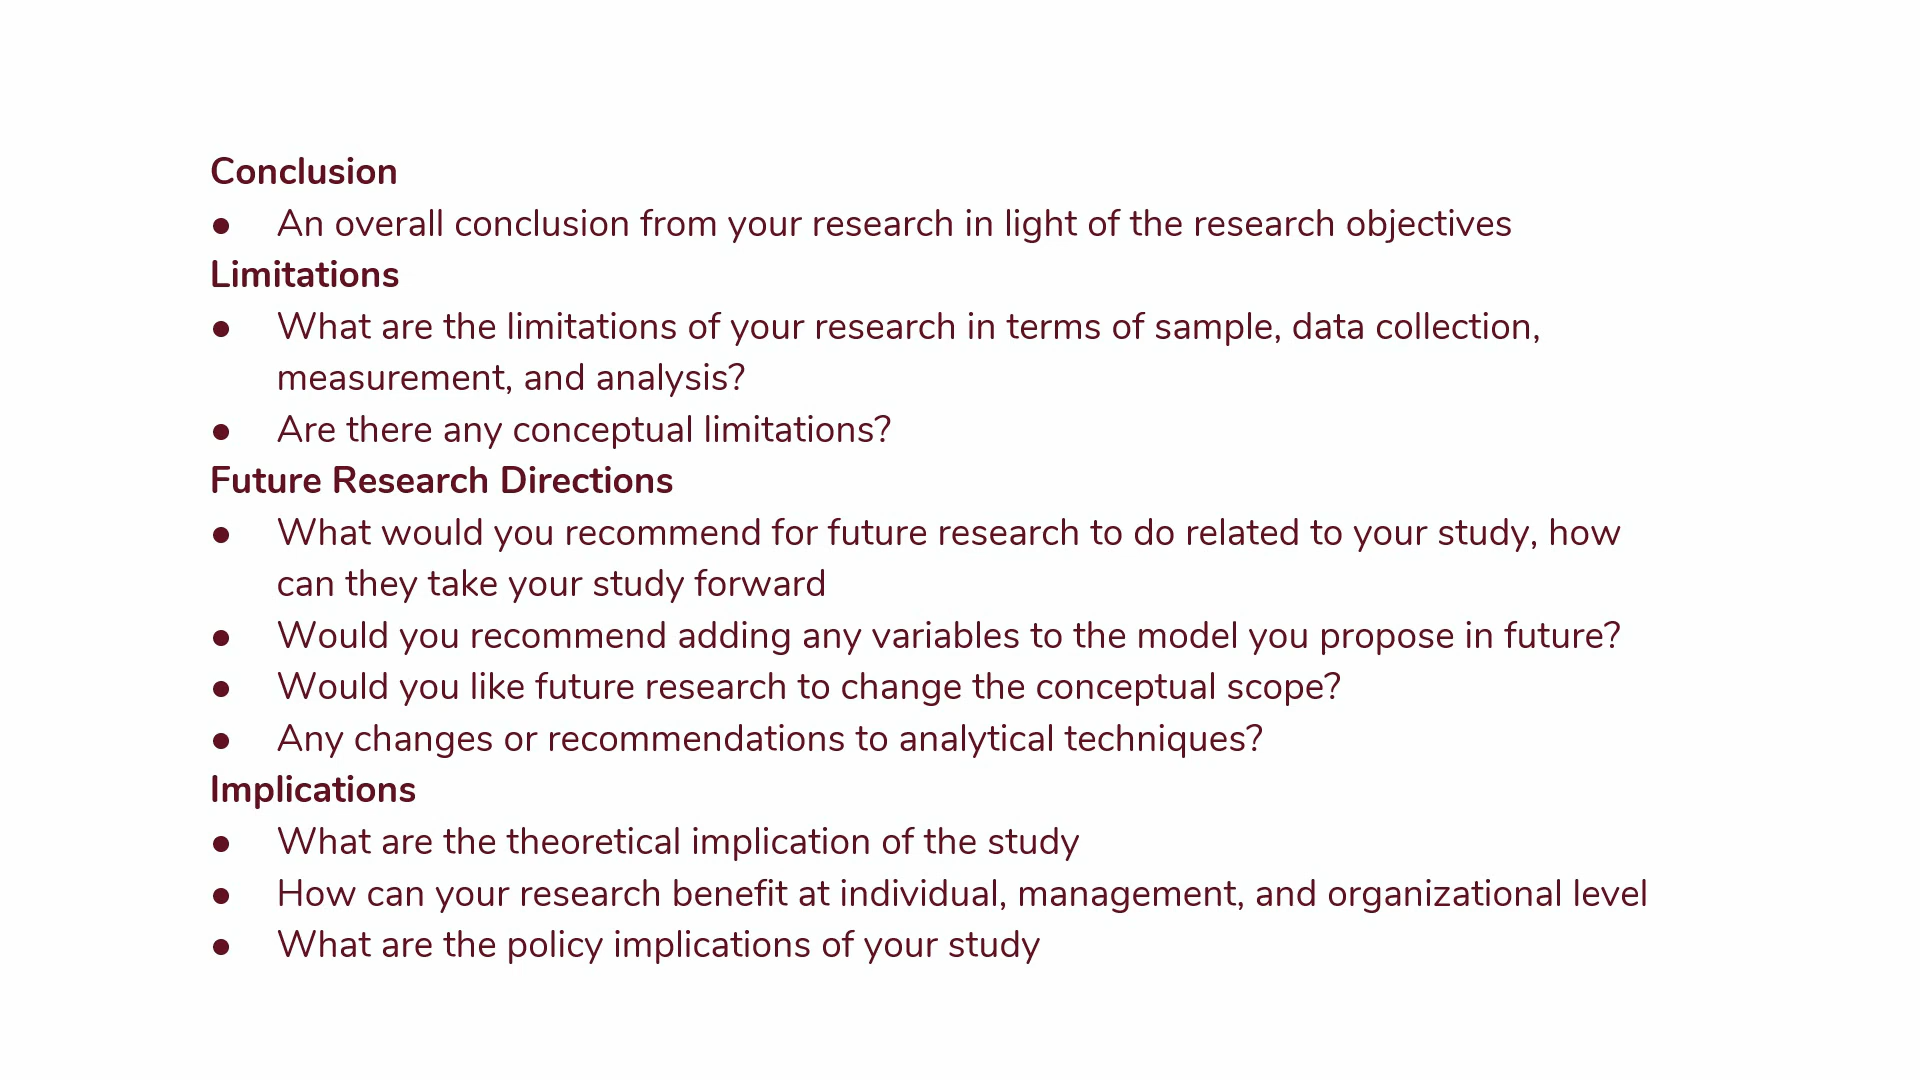 Conclusion
● An overall conclusion from your research in light of the research objectives
Limitations
● What are the limitations of your research in terms of sample, data collection,
measurement, and analysis?
● Are there any conceptual limitations?
Future Research Directions
● What would you recommend for future research to do related to your study, how
can they take your study forward
● Would you recommend adding any variables to the model you propose in future?
● Would you like future research to change the conceptual scope?
● Any changes or recommendations to analytical techniques?
Implications
● What are the theoretical implication of the study
● How can your research benefit at individual, management, and organizational level
● What are the policy implications of your study